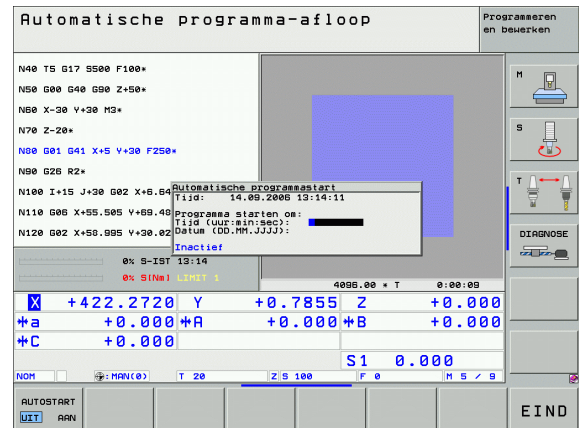 Automatische programma-afloop
Programmeren
en bewerken
N40 T5 G17 S500 F100*
N50 G00 G40 G90 Z+50*
N60 X-30 Y+30 M3*
N70 Z-20*
N80 G01 G41 X+5 Y+30 F250*
N90 G26 R2*
N100 I+15 J+30 G02 X+6.64
N110 G06 X+55.505 Y+69.48
N120 G02 X+58.995 Y+30.02
Automatische programmastart
Tijd: 14.09.2006 13:14:11
Programma starten om:
Tijd (uur:min:sec):
Datum (DD.MM.JJJJ):
Inactief
0% S-IST 13:14
0% S[Nm] LIMIT 1
4096.00 * T 0:00:09
X +422.2720 Y +0.7855 Z +0.000
a +0.000 A +0.000 B +0.000
C +0.000
S1 0.000
NOM MAN(0) T 20 Z S 100 F 0 M 5 / 9
M
S
T
DIAGNOSE
AUTOSTART
UIT AAN
EIND